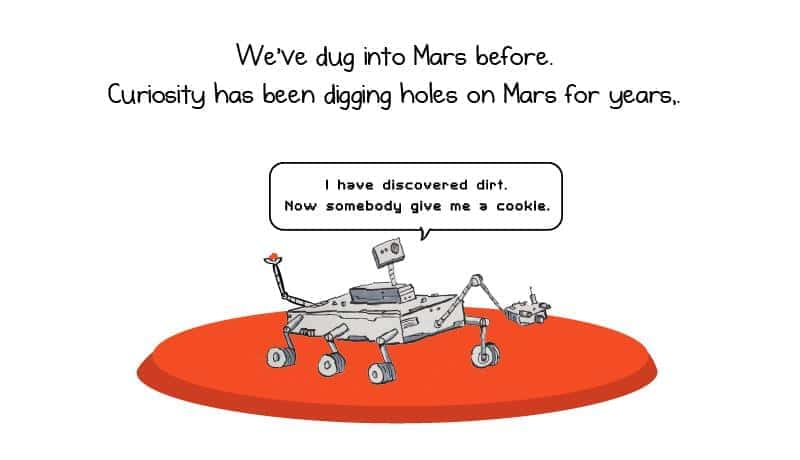 We've dug into Mars before.
Curiosity has been digging holes on Mars for years,.
I have discovered dirt.
Now somebody give me a cookie.